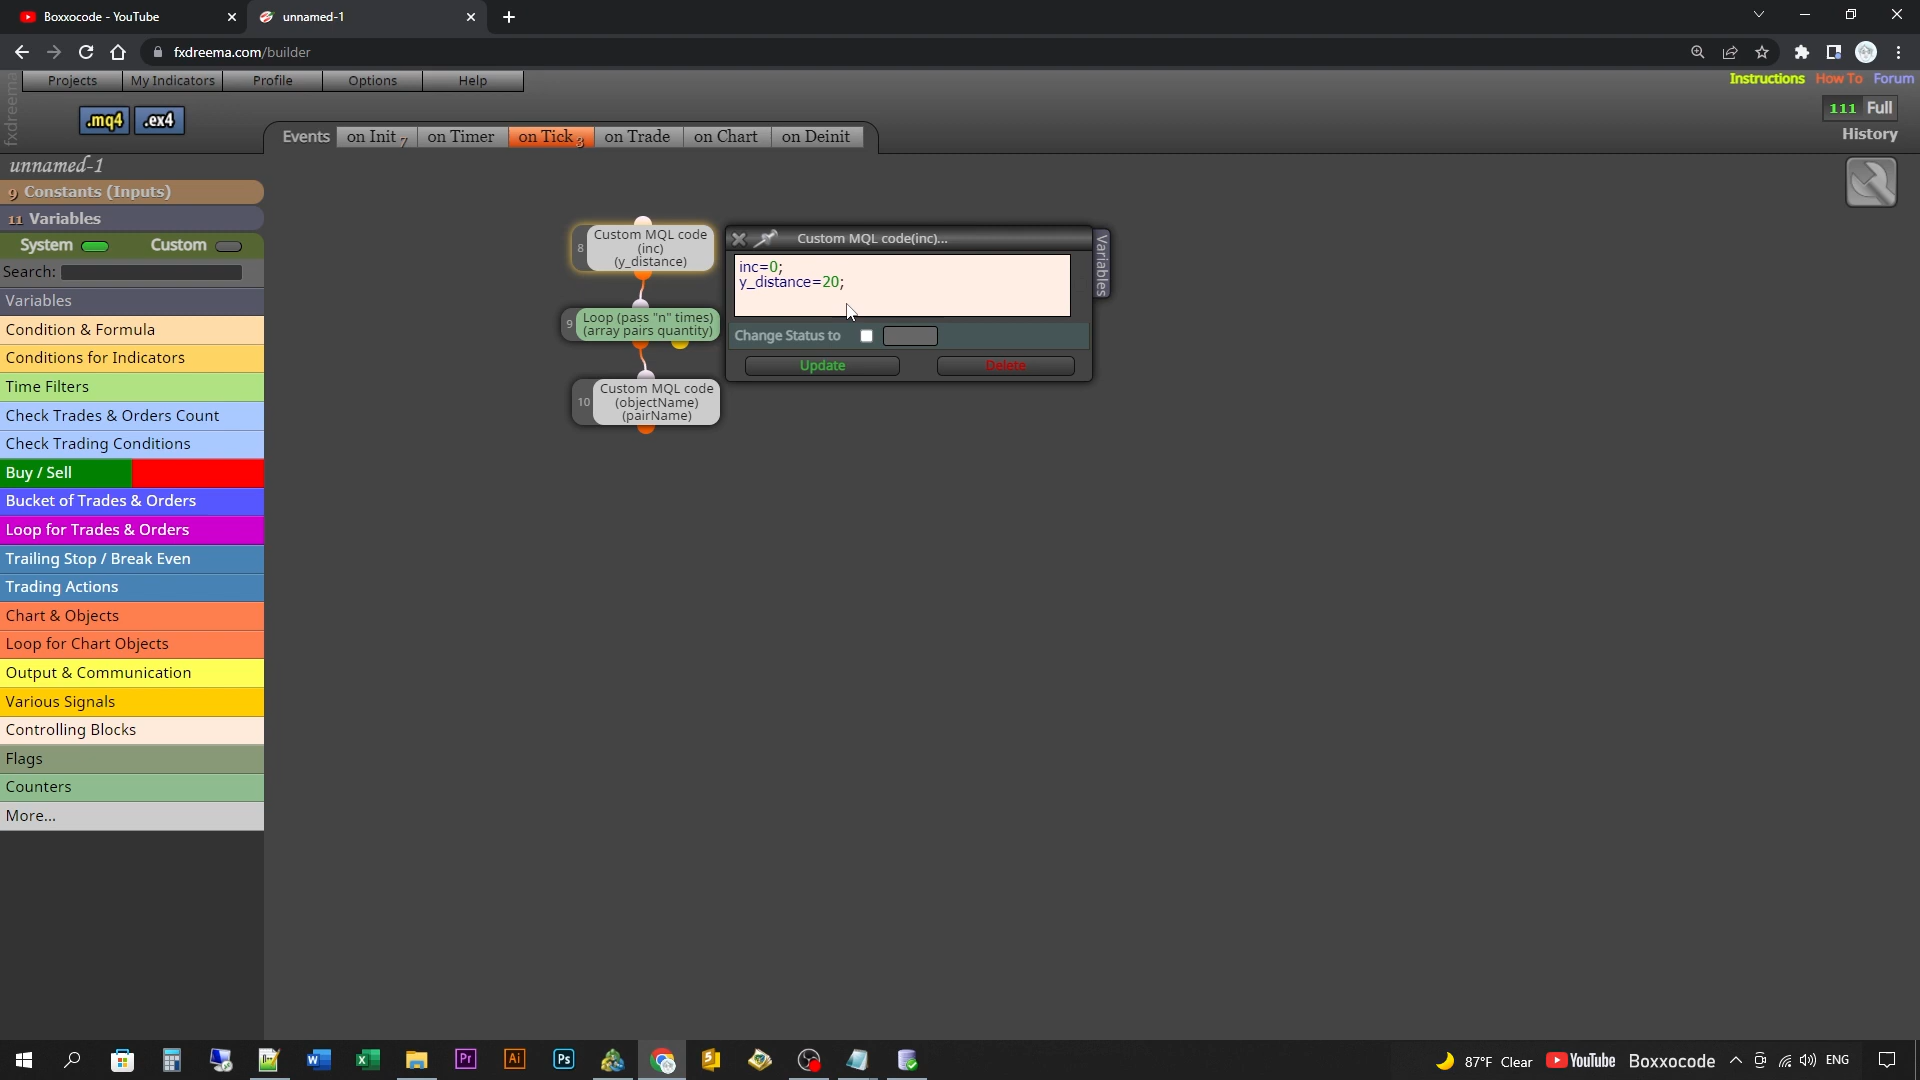 Boxxocode - YouTube
unnamed-1
fxdreema.com/builder
fxdreema
Projects
My Indicators
Profile
Options
Help
Instructions
How To
Forum
.mq4
.ex4
111 Full
History
Events
on Init 7
on Timer
on Tick 3
on Trade
on Chart
on Deinit
unnamed-1
9 Constants (Inputs)
11 Variables
System
Custom
Search:
Variables
Condition & Formula
Conditions for Indicators
Time Filters
Check Trades & Orders Count
Check Trading Conditions
Buy / Sell
Bucket of Trades & Orders
Loop for Trades & Orders
Trailing Stop / Break Even
Trading Actions
Chart & Objects
Loop for Chart Objects
Output & Communication
Various Signals
Controlling Blocks
Flags
Counters
More...
8
Custom MQL code
(inc)
(y_distance)
9
Loop (pass "n" times)
(array pairs quantity)
10
Custom MQL code
(objectName)
(pairName)
Custom MQL code(inc)...
inc=0;
y_distance=20;
Variables
Change Status to
Update
Delete
W
X
Pr
Ai
Ps
5
87°F Clear
YouTube
Boxxocode
ENG